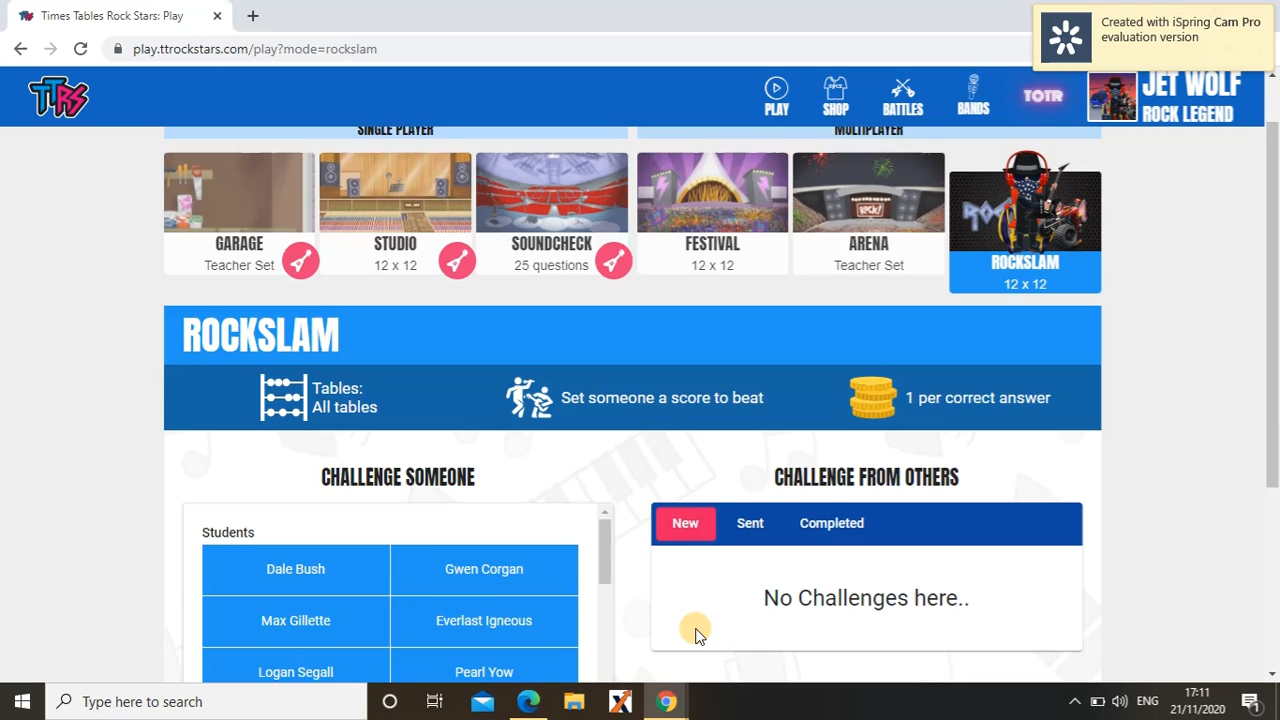 Times Tables Rock Stars: Play
Created with iSpring Cam Pro
evaluation version
play.ttrockstars.com/play?mode=rockslam
TTRS
PLAY
SHOP
BATTLES
BANDS
TOTR
JET WOLF
ROCK LEGEND
SINGLE PLAYER
MULTIPLAYER
ROCK!
GARAGE
Teacher Set
STUDIO
12 x 12
SOUNDCHECK
25 questions
FESTIVAL
12 x 12
ARENA
Teacher Set
ROCKSLAM
12 x 12
ROCKSLAM
Tables:
All tables
Set someone a score to beat
1 per correct answer
CHALLENGE SOMEONE
CHALLENGE FROM OTHERS
Students
Dale Bush
Gwen Corgan
Max Gillette
Everlast Igneous
Logan Segall
Pearl Yow
New
Sent
Completed
No Challenges here..
Type here to search
ENG
17:11
21/11/2020